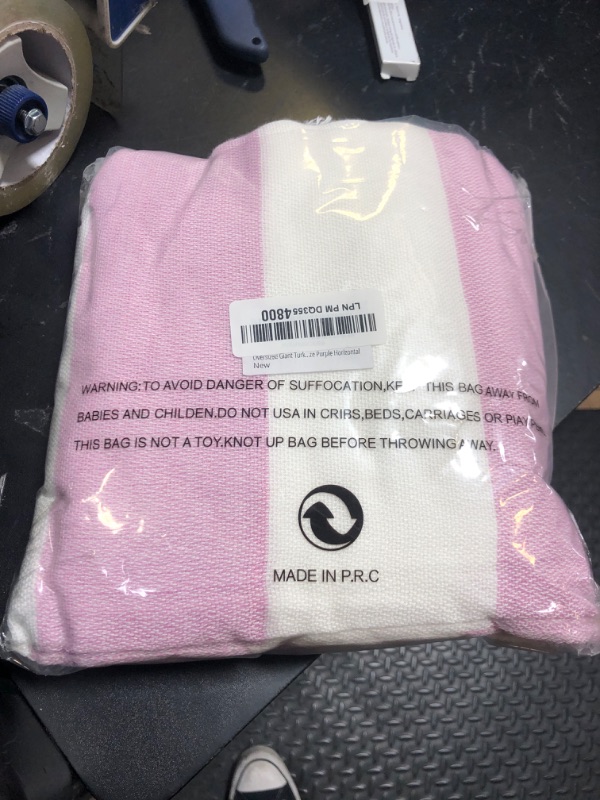 LPN PM DQ3554800
Oversized Giant Turk...ze Purple Horizontal
New
WARNING:TO AVOID DANGER OF SUFFOCATION,KE THIS BAG AWAY FROM
BABIES AND CHILDEN.DO NOT USA IN CRIBS,BEDS,CARRIAGES OR PLAY
THIS BAG IS NOT A TOY.KNOT UP BAG BEFORE THROWING AWAY.
MADE IN P.R.C